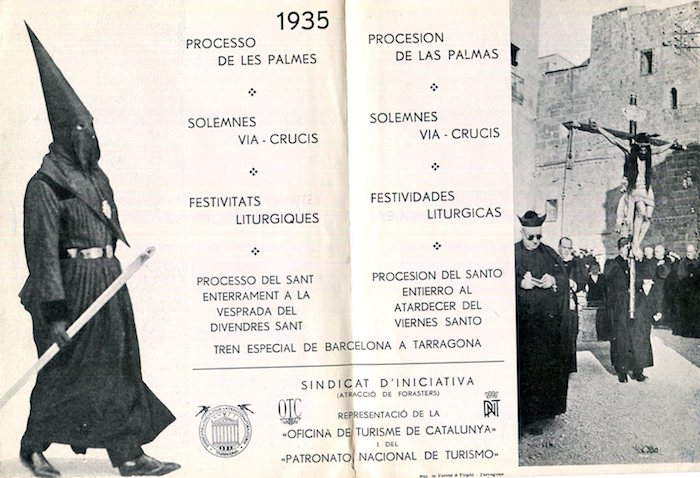 1935
PROCESSO
DE LES PALMES
SOLEMNES
VIA - CRUCIS
FESTIVITATS
LITURGIQUES
PROCESSO DEL SANT
ENTERRAMENT A LA
VESPRADA DEL
DIVENDRES SANT
PROCESION
DE LAS PALMAS
SOLEMNES
VIA - CRUCIS
FESTIVIDADES
LITURGICAS
PROCESION DEL SANTO
ENTIERRO AL
ATARDECER DEL
VIERNES SANTO
TREN ESPECIAL DE BARCELONA A TARRAGONA
SINDICAT D'INICIATIVA
(ATRACCIÓ DE FORASTERS)
OTC
REPRESENTACIÓ DE LA
«OFICINA DE TURISME DE CATALUNYA»
I DEL
«PATRONATO NACIONAL DE TURISMO»